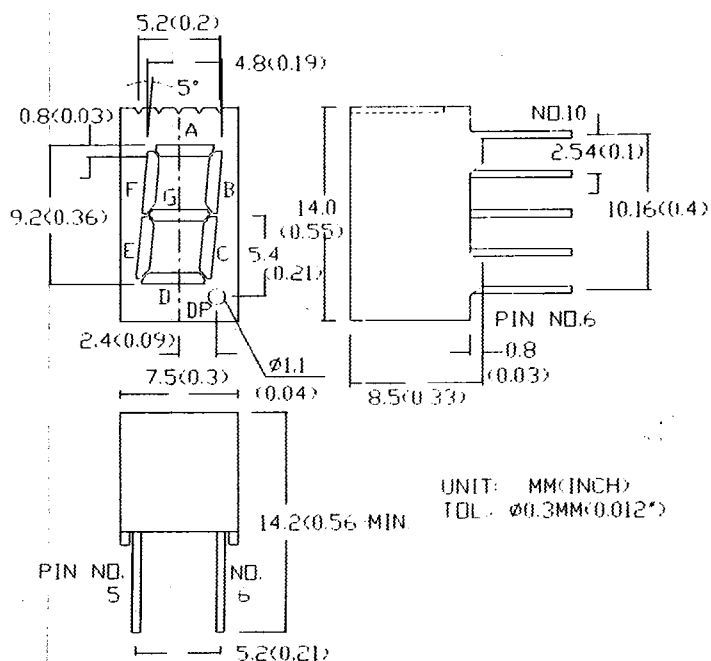 5.2(0.2)
4.8(0.19)
5°
0.8(0.03)
A
NO.10
2.54(0.1)
F
G
B
9.2(0.36)
14.0
(0.55)
10.16(0.4)
E
C
5.4
(0.21)
D
DP
PIN NO.6
2.4(0.09)
ø1.1
(0.04)
0.8
(0.03)
7.5(0.3)
8.5(0.33)
UNIT: MM(INCH)
TOL.: ø0.3MM(0.012")
14.2(0.56 MIN.
PIN NO.
5
NO.
6
5.2(0.21)